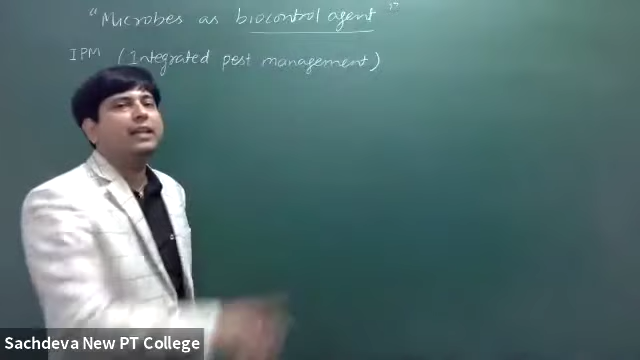 "Microbes as biocontrol agent"
IPM (Integrated pest management)
Sachdeva New PT College